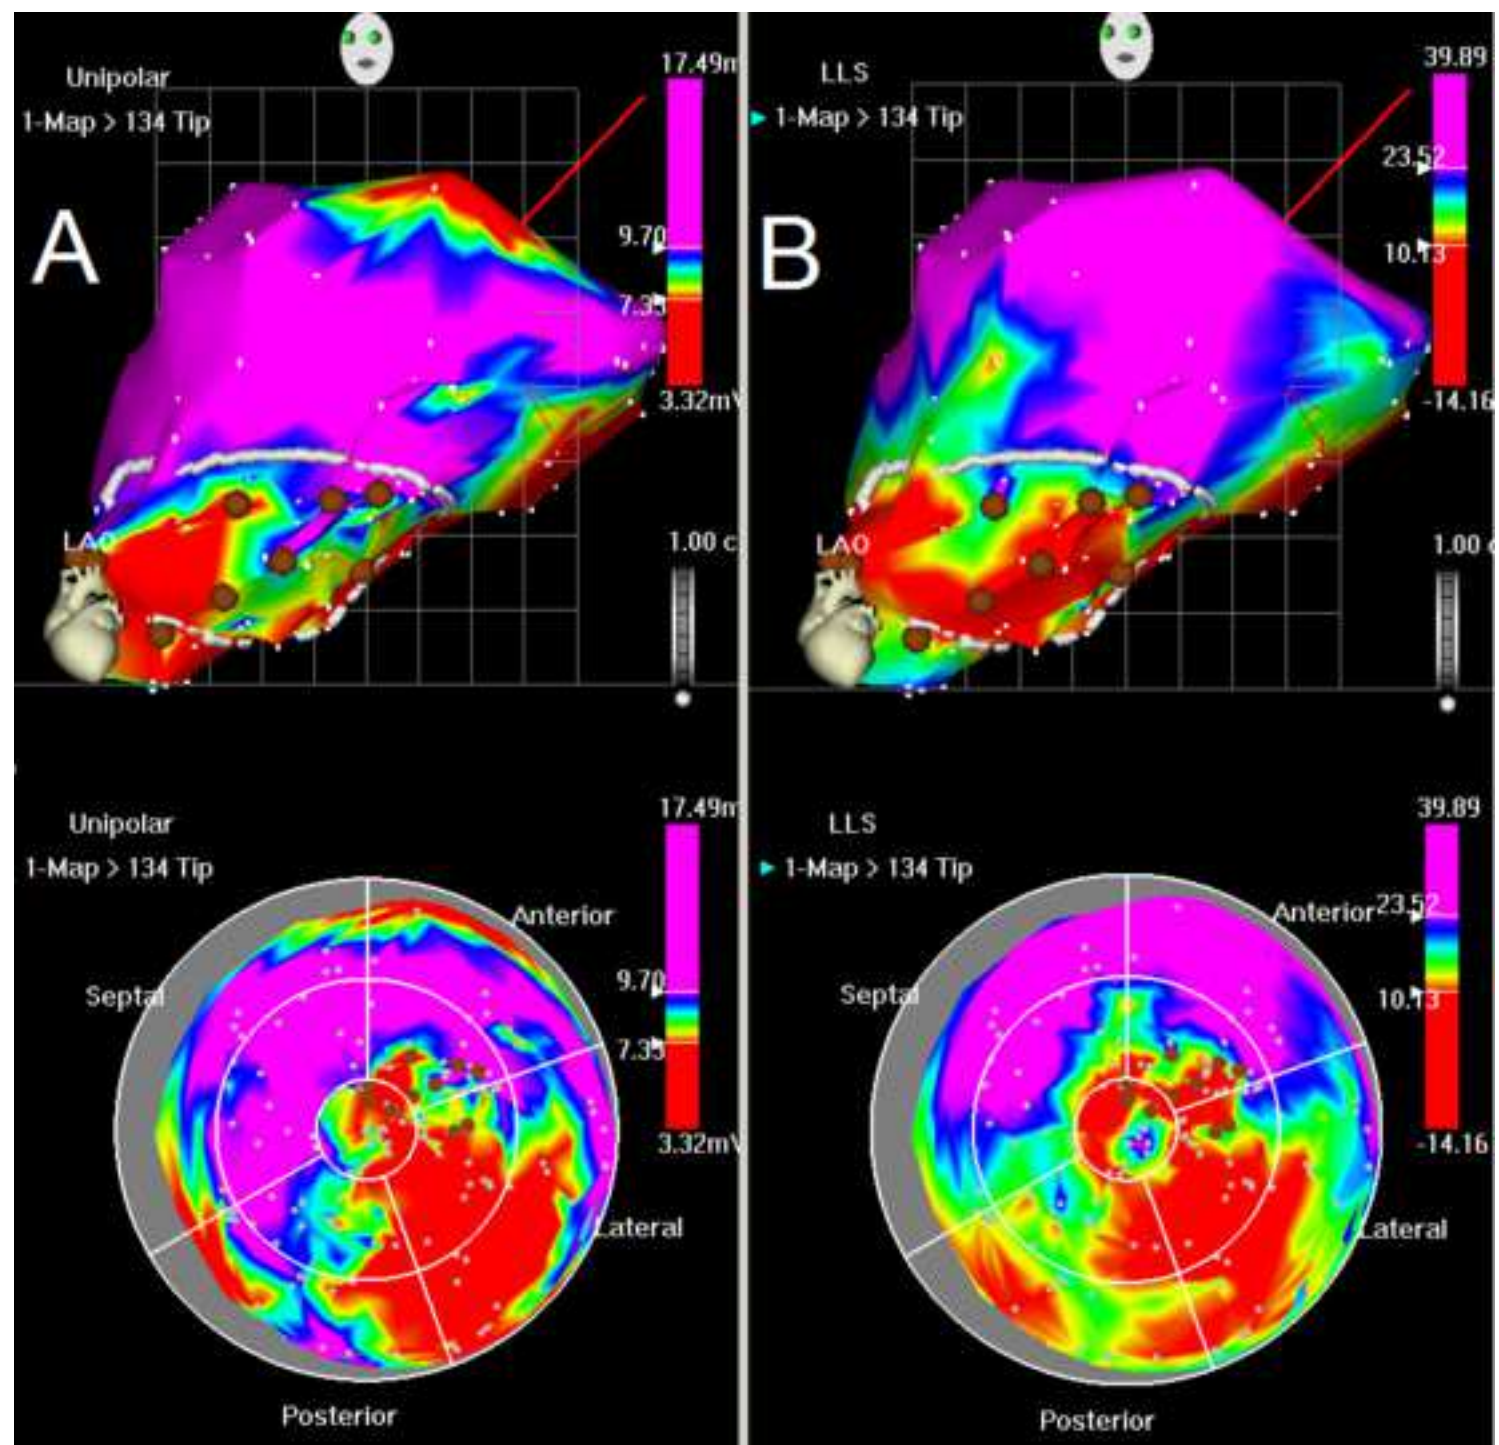 Unipolar
1-Map > 134 Tip
17.49m
A
9.70
7.35
3.32mV
LAO
1.00 c
LLS
1-Map > 134 Tip
39.89
23.52
B
10.13
-14.16
LAO
1.00 c
Unipolar
1-Map > 134 Tip
17.49m
Anterior
Septal
9.70
7.35
3.32mV
Lateral
Posterior
LLS
1-Map > 134 Tip
39.89
Anterior
23.52
Septal
10.13
-14.16
Lateral
Posterior